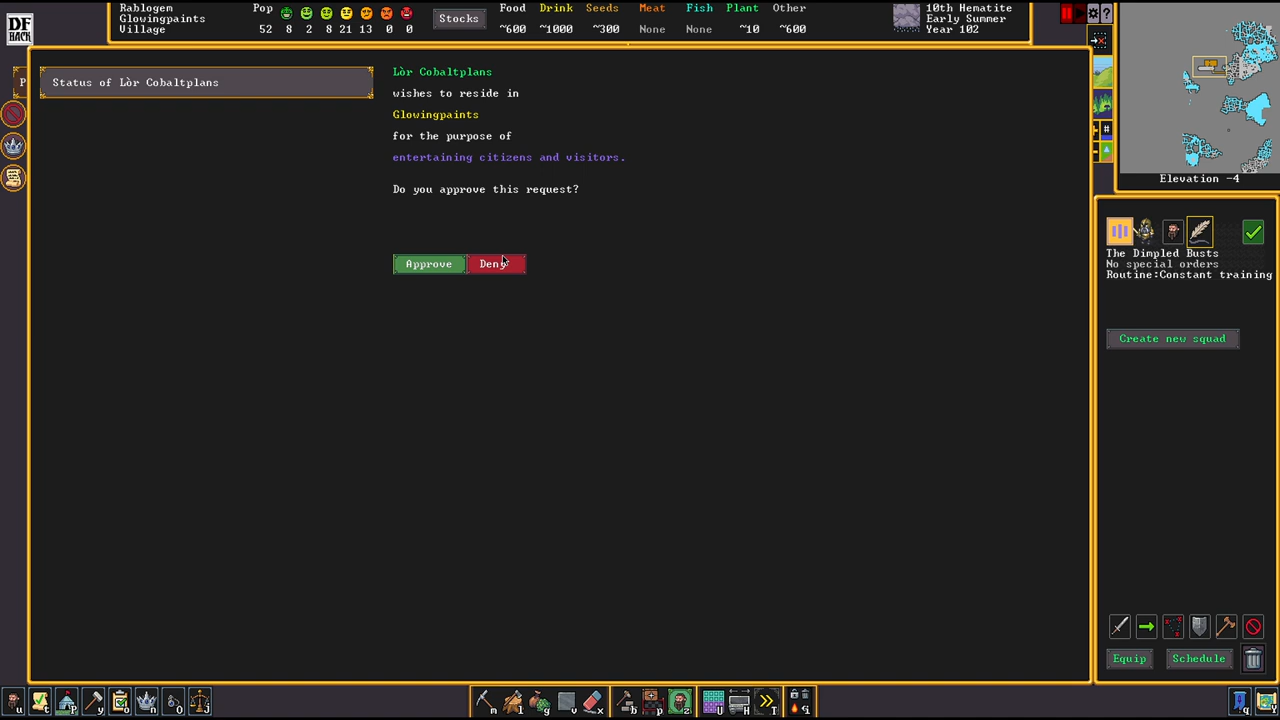 DF
HACK
Rablogem
Glowingpaints
Village
Pop
52 8 2 8 21 13 0 0
Stocks
Food Drink Seeds Meat Fish Plant Other
~600 ~1000 ~300 None None ~10 ~600
10th Hematite
Early Summer
Year 102
?
P
Status of Lòr Cobaltplans
Lòr Cobaltplans
wishes to reside in
Glowingpaints
for the purpose of
entertaining citizens and visitors.
Do you approve this request?
Approve
Deny
#
Elevation -4
The Dimpled Busts
No special orders
Routine:Constant training
Create new squad
Equip
Schedule
u t P y o n O J
m l g v x b p z U H T i
q